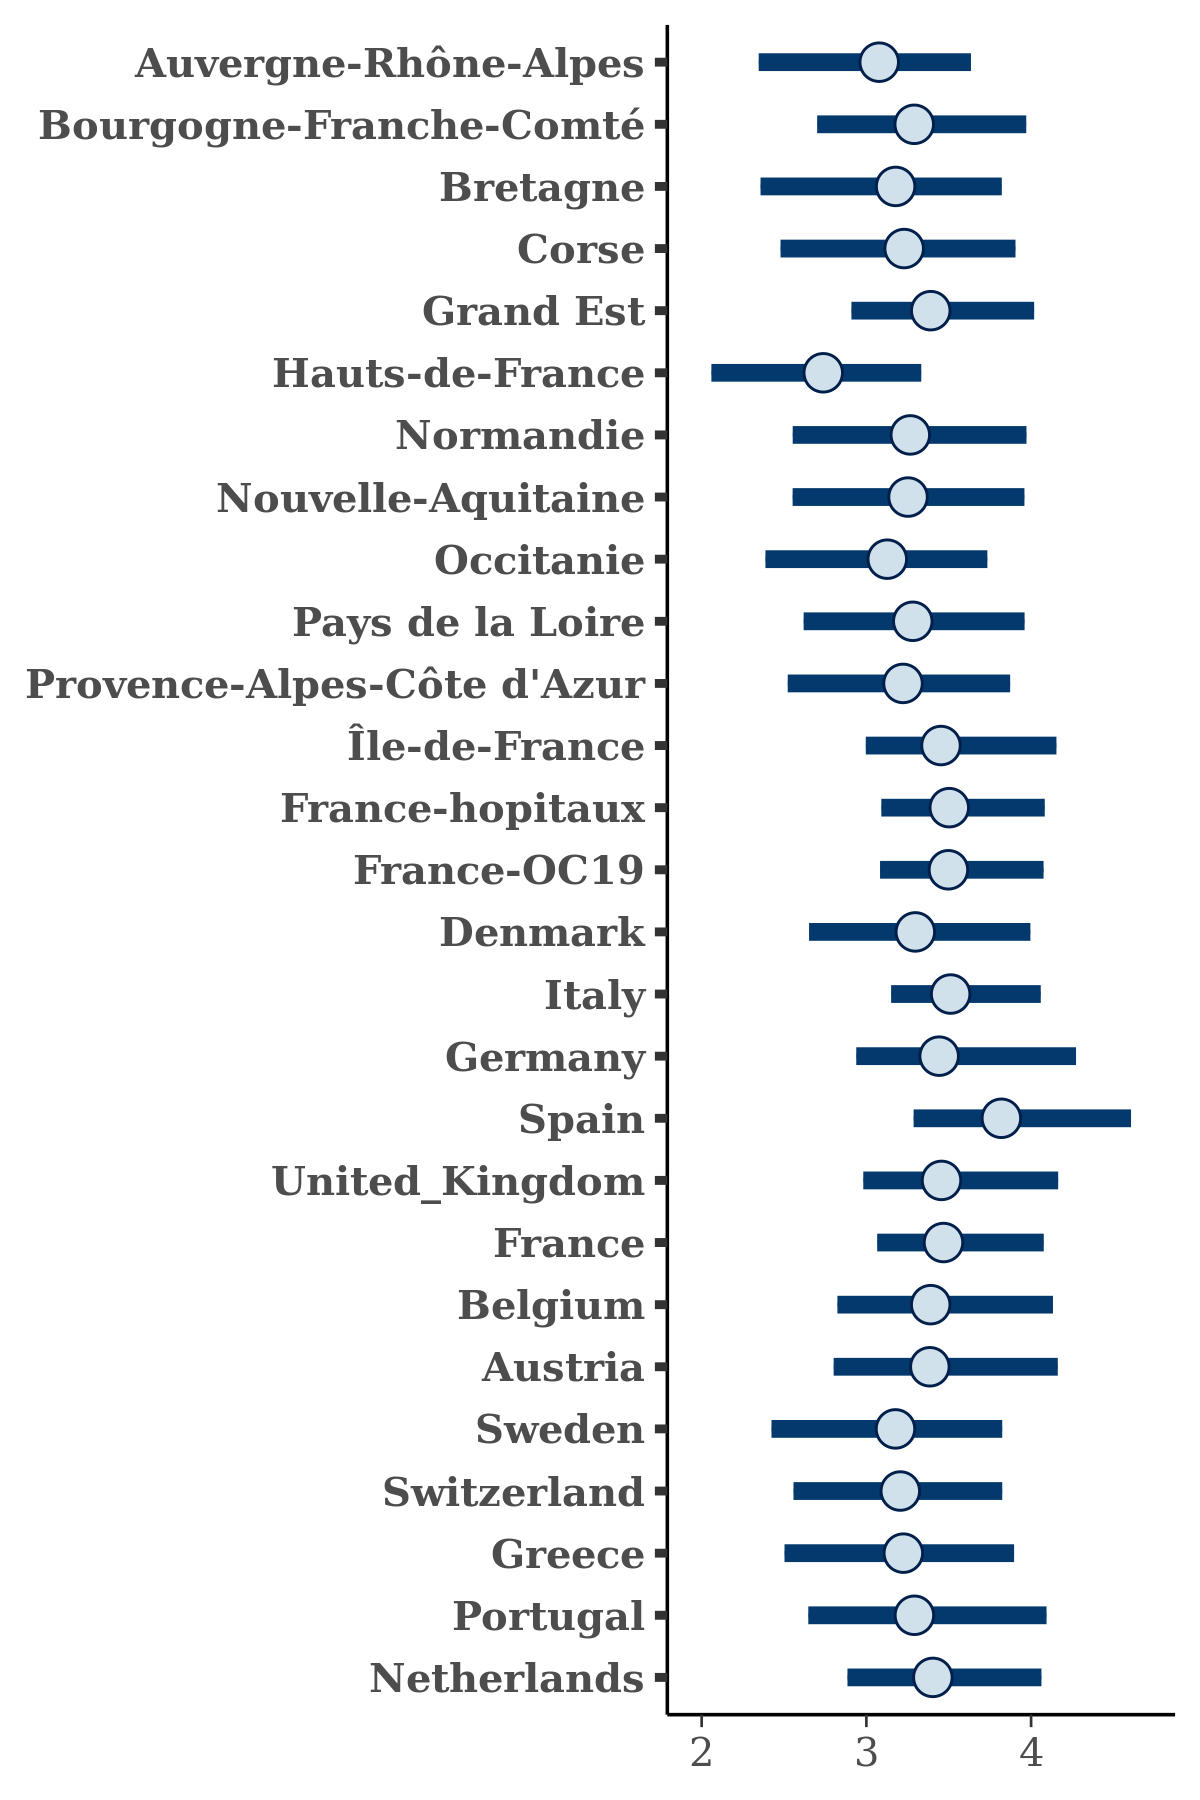 Auvergne-Rhône-Alpes
Bourgogne-Franche-Comté
Bretagne
Corse
Grand Est
Hauts-de-France
Normandie
Nouvelle-Aquitaine
Occitanie
Pays de la Loire
Provence-Alpes-Côte d'Azur
Île-de-France
France-hopitaux
France-OC19
Denmark
Italy
Germany
Spain
United_Kingdom
France
Belgium
Austria
Sweden
Switzerland
Greece
Portugal
Netherlands
2 3 4